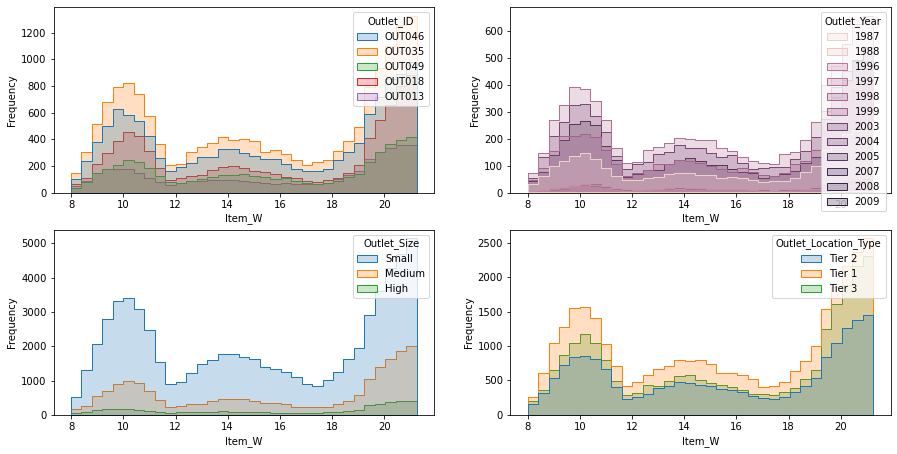 Outlet_ID
OUT046
OUT035
OUT049
OUT018
OUT013
Frequency
1200
1000
800
600
400
200
0
8 10 12 14 16 18 20
Item_W
Outlet_Year
1987
1988
1996
1997
1998
1999
2003
2004
2005
2007
2008
2009
Frequency
600
500
400
300
200
100
0
8 10 12 14 16 18 20
Item_W
Outlet_Size
Small
Medium
High
Frequency
5000
4000
3000
2000
1000
0
8 10 12 14 16 18 20
Item_W
Outlet_Location_Type
Tier 2
Tier 1
Tier 3
Frequency
2500
2000
1500
1000
500
0
8 10 12 14 16 18 20
Item_W